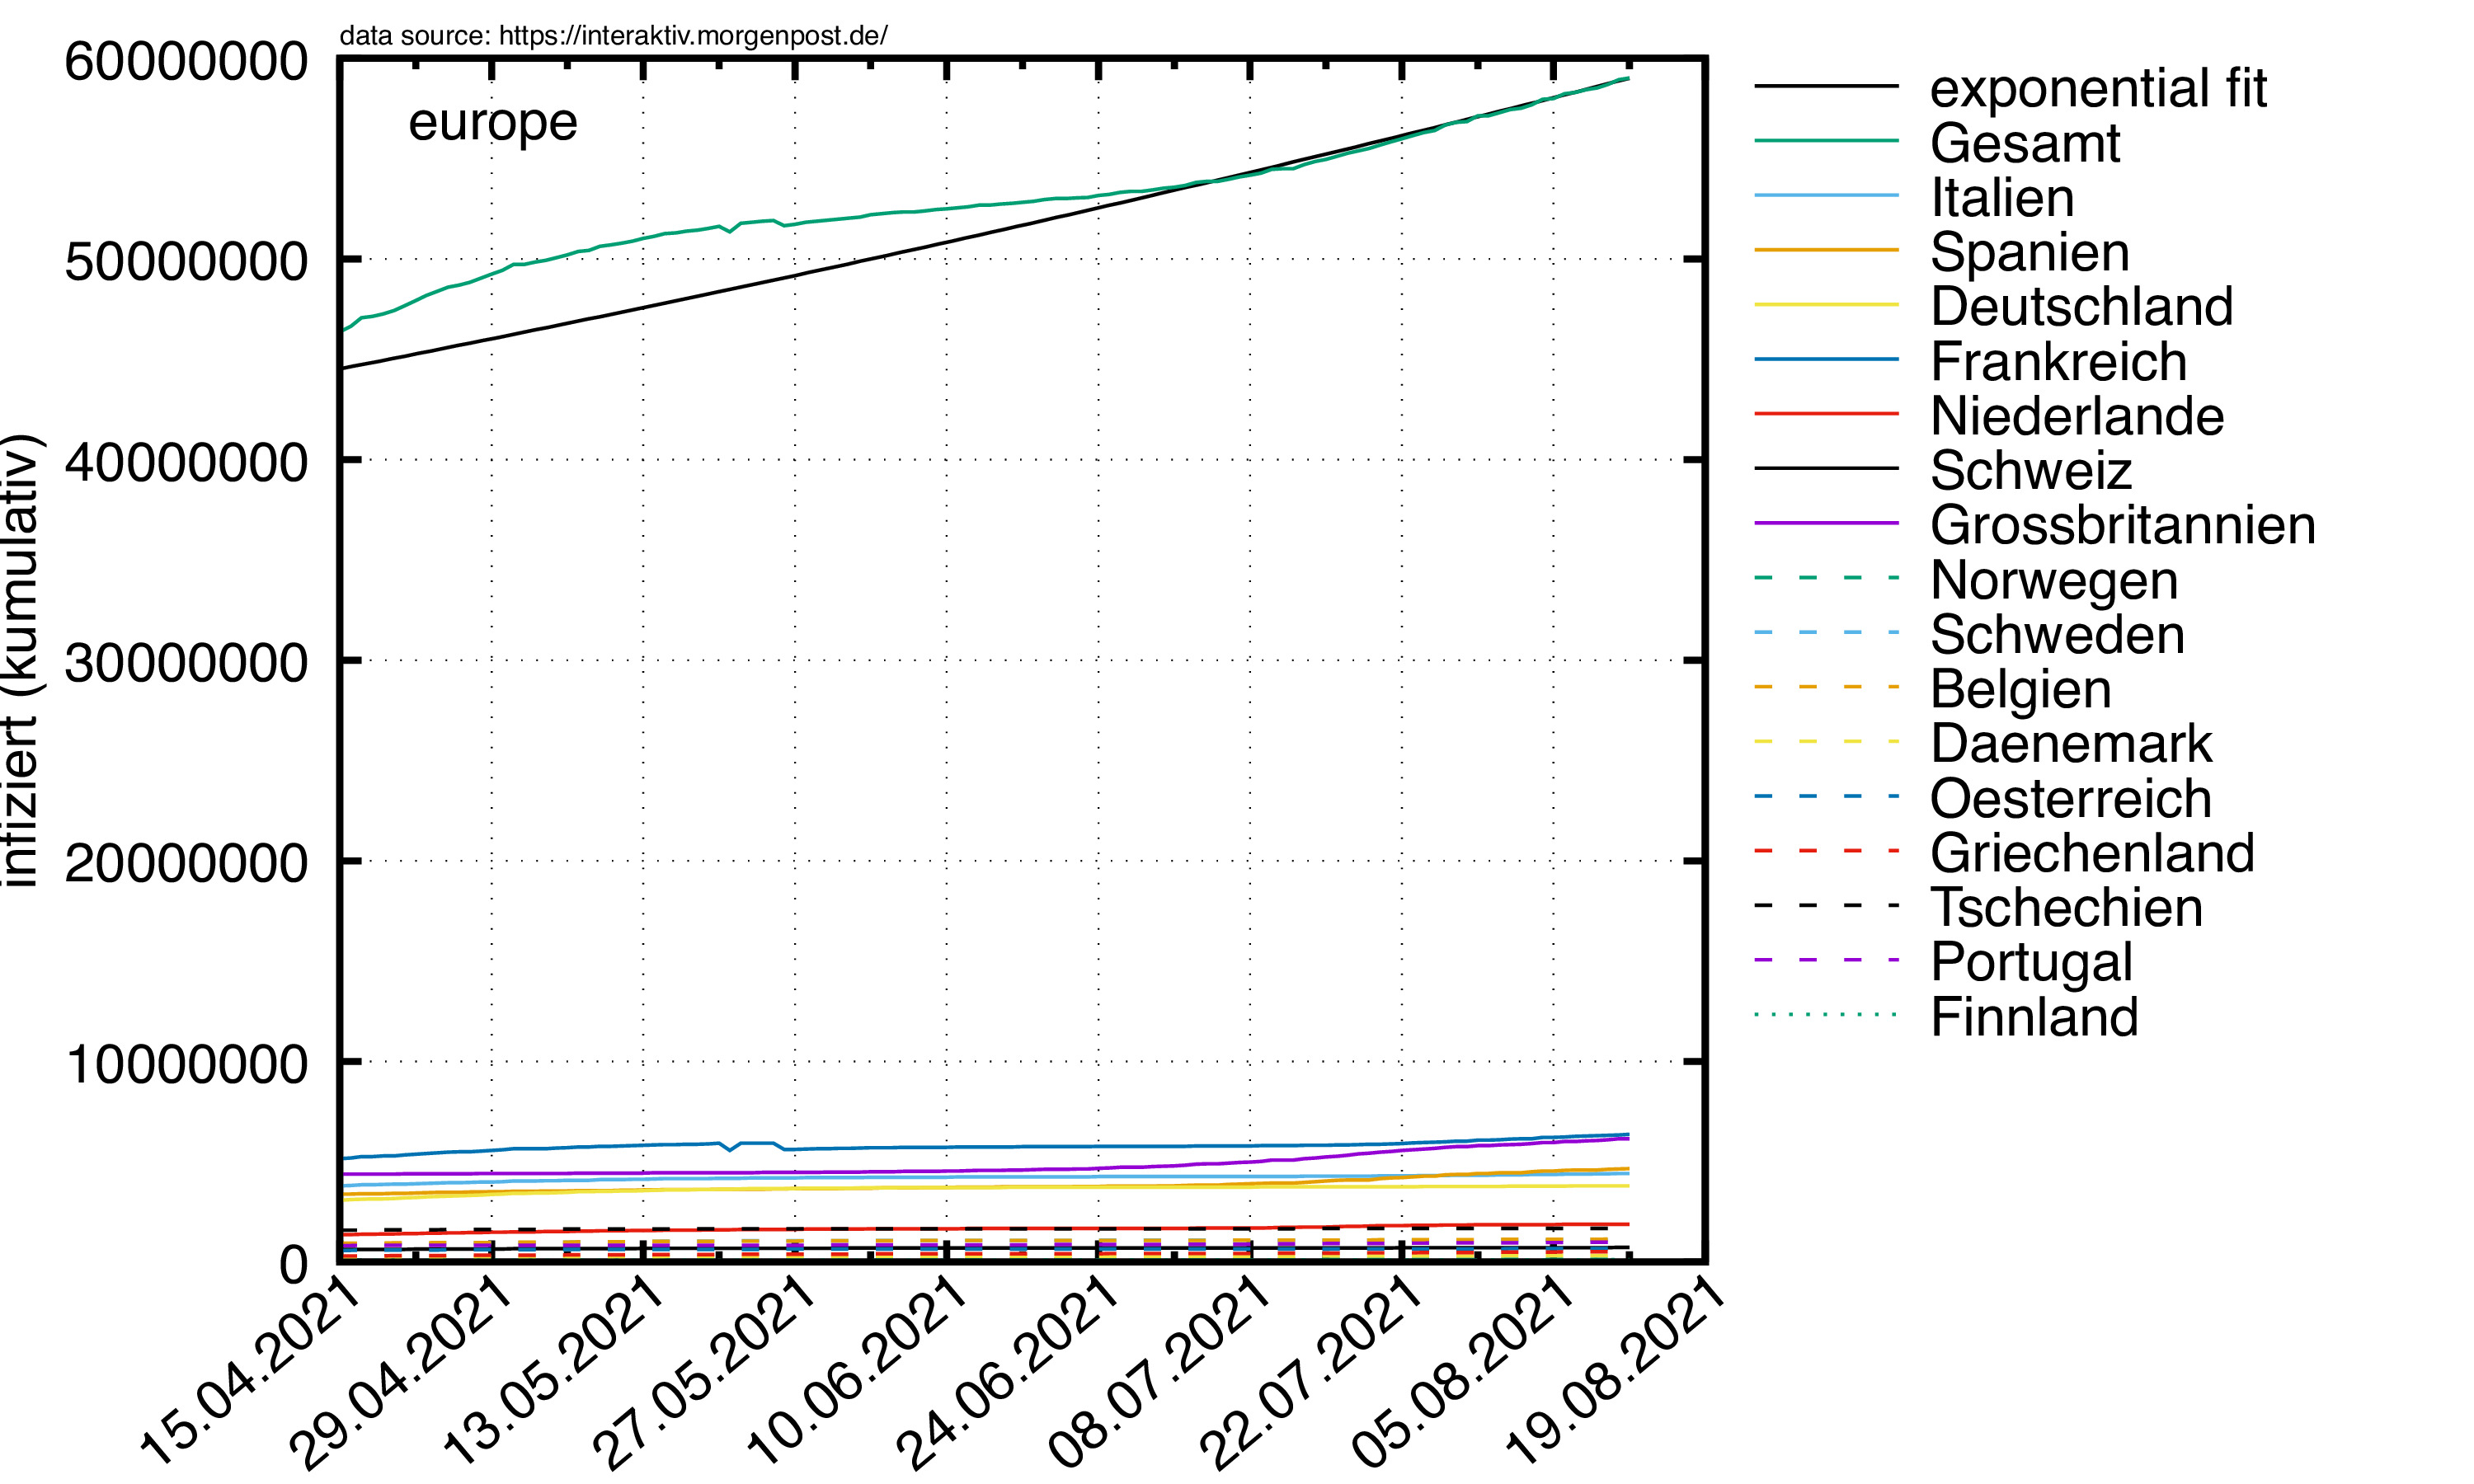 data source: https://interaktiv.morgenpost.de/
60000000
50000000
40000000
30000000
20000000
10000000
0
infiziert (kumulativ)
europe
15.04.2021
29.04.2021
13.05.2021
27.05.2021
10.06.2021
24.06.2021
08.07.2021
22.07.2021
05.08.2021
19.08.2021
exponential fit
Gesamt
Italien
Spanien
Deutschland
Frankreich
Niederlande
Schweiz
Grossbritannien
Norwegen
Schweden
Belgien
Daenemark
Oesterreich
Griechenland
Tschechien
Portugal
Finnland